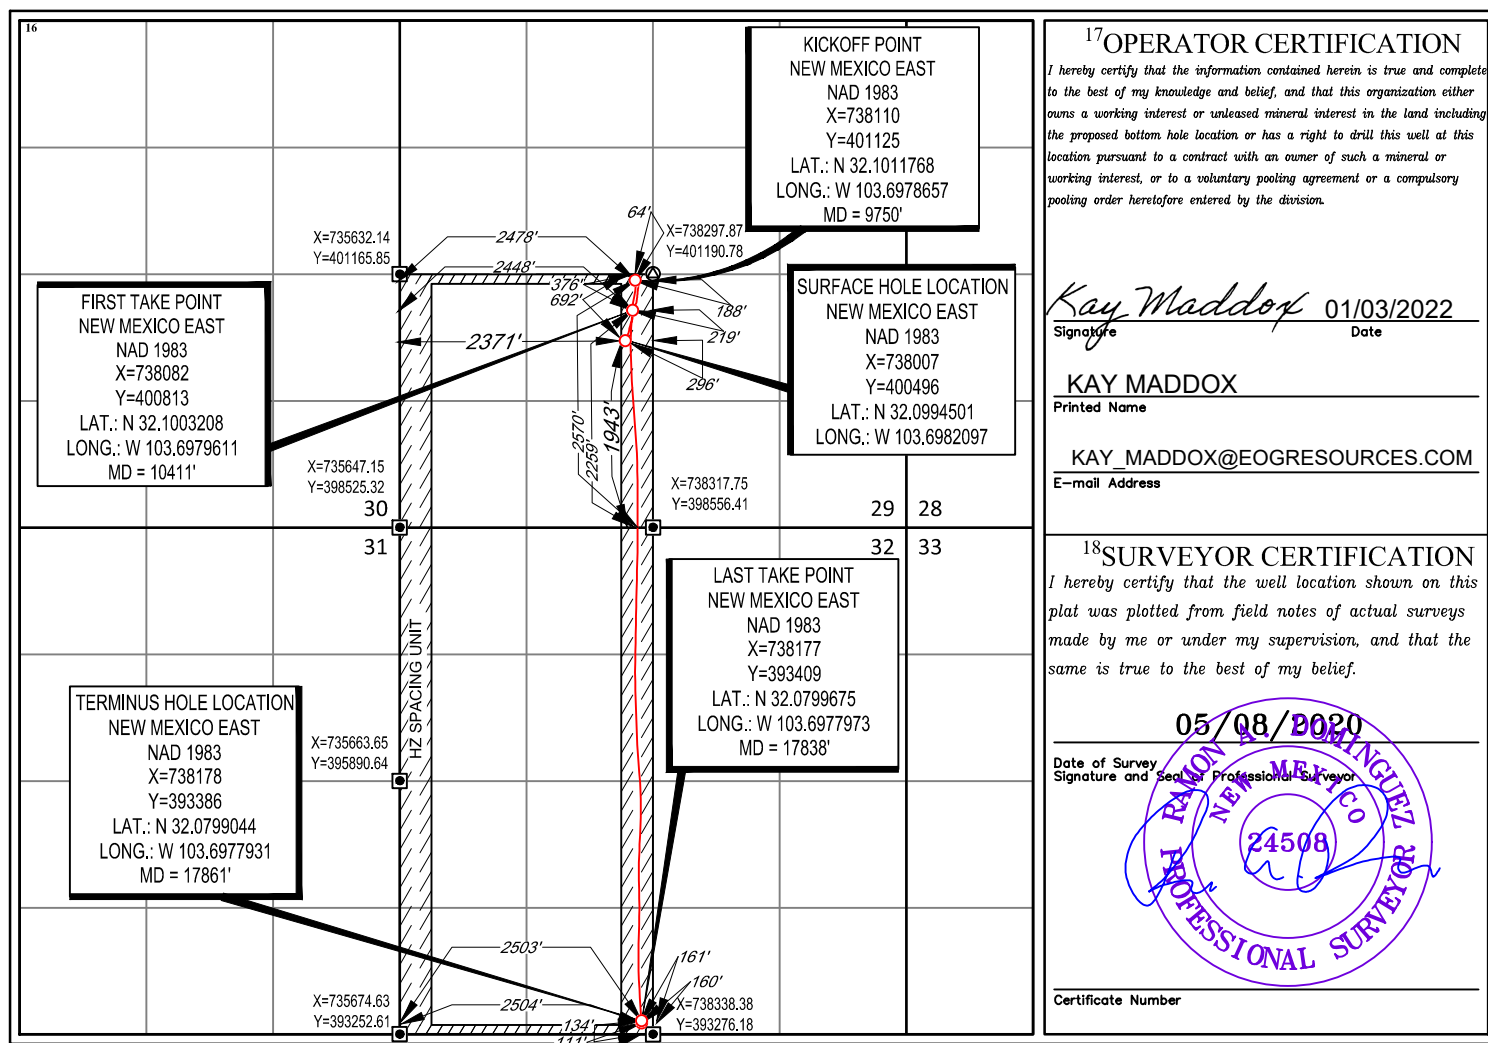 16
KICKOFF POINT
NEW MEXICO EAST
NAD 1983
X=738110
Y=401125
LAT.: N 32.1011768
LONG.: W 103.6978657
MD = 9750'
64'
X=738297.87
Y=401190.78
X=735632.14
Y=401165.85
2478'
2448'
376'
692'
188'
219'
296'
2371'
FIRST TAKE POINT
NEW MEXICO EAST
NAD 1983
X=738082
Y=400813
LAT.: N 32.1003208
LONG.: W 103.6979611
MD = 10411'
SURFACE HOLE LOCATION
NEW MEXICO EAST
NAD 1983
X=738007
Y=400496
LAT.: N 32.0994501
LONG.: W 103.6982097
2570'
2259'
1943'
X=735647.15
Y=398525.32
X=738317.75
Y=398556.41
30
29 28
31
32 33
LAST TAKE POINT
NEW MEXICO EAST
NAD 1983
X=738177
Y=393409
LAT.: N 32.0799675
LONG.: W 103.6977973
MD = 17838'
HZ SPACING UNIT
TERMINUS HOLE LOCATION
NEW MEXICO EAST
NAD 1983
X=738178
Y=393386
LAT.: N 32.0799044
LONG.: W 103.6977931
MD = 17861'
X=735663.65
Y=395890.64
2503'
161'
160'
2504'
X=735674.63
Y=393252.61
X=738338.38
Y=393276.18
134'
111'
17 OPERATOR CERTIFICATION
I hereby certify that the information contained herein is true and complete
to the best of my knowledge and belief, and that this organization either
owns a working interest or unleased mineral interest in the land including
the proposed bottom hole location or has a right to drill this well at this
location pursuant to a contract with an owner of such a mineral or
working interest, or to a voluntary pooling agreement or a compulsory
pooling order heretofore entered by the division.
Kay Maddox 01/03/2022
Signature Date
KAY MADDOX
Printed Name
KAY_MADDOX@EOGRESOURCES.COM
E-mail Address
18 SURVEYOR CERTIFICATION
I hereby certify that the well location shown on this
plat was plotted from field notes of actual surveys
made by me or under my supervision, and that the
same is true to the best of my belief.
05/08/2020
Date of Survey
Signature and Seal of Professional Surveyor
RAMON A. DOMINGUEZ
NEW MEXICO
24508
PROFESSIONAL SURVEYOR
Certificate Number